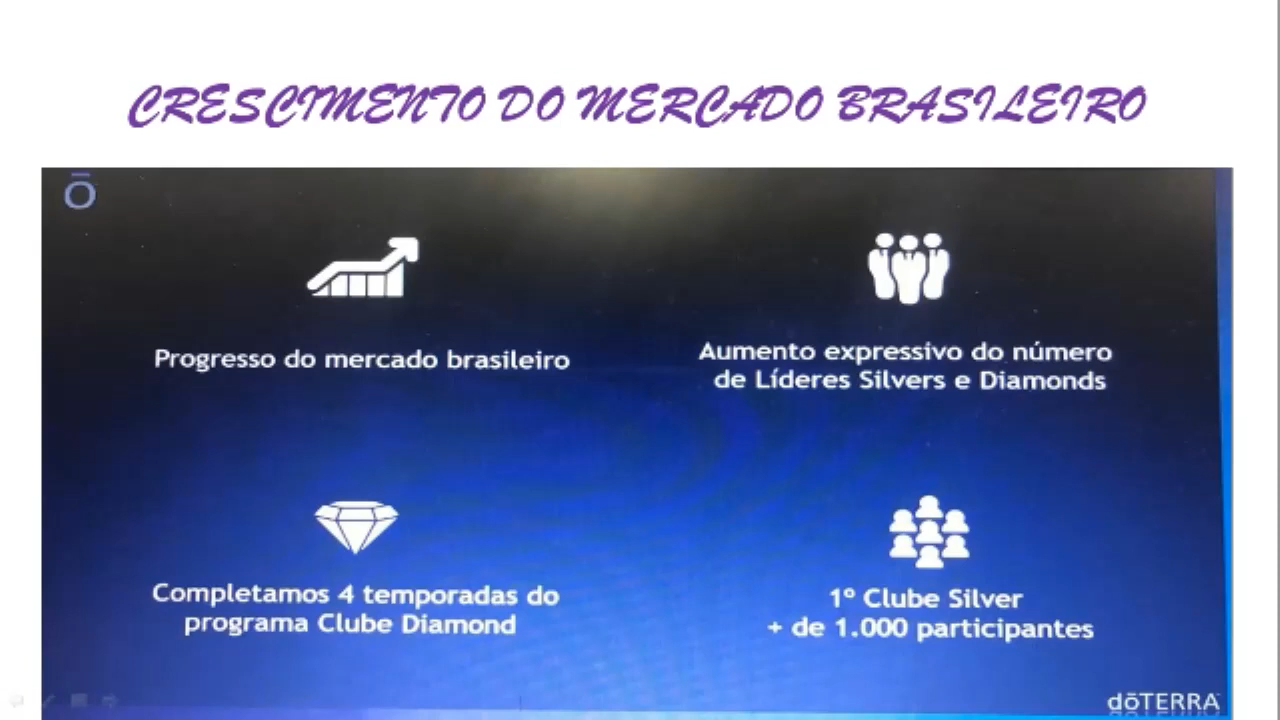 CRESCIMENTO DO MERCADO BRASILEIRO
Ō
Progresso do mercado brasileiro
Aumento expressivo do número
de Líderes Silvers e Diamonds
Completamos 4 temporadas do
programa Clube Diamond
1º Clube Silver
+ de 1.000 participantes
dōTERRA